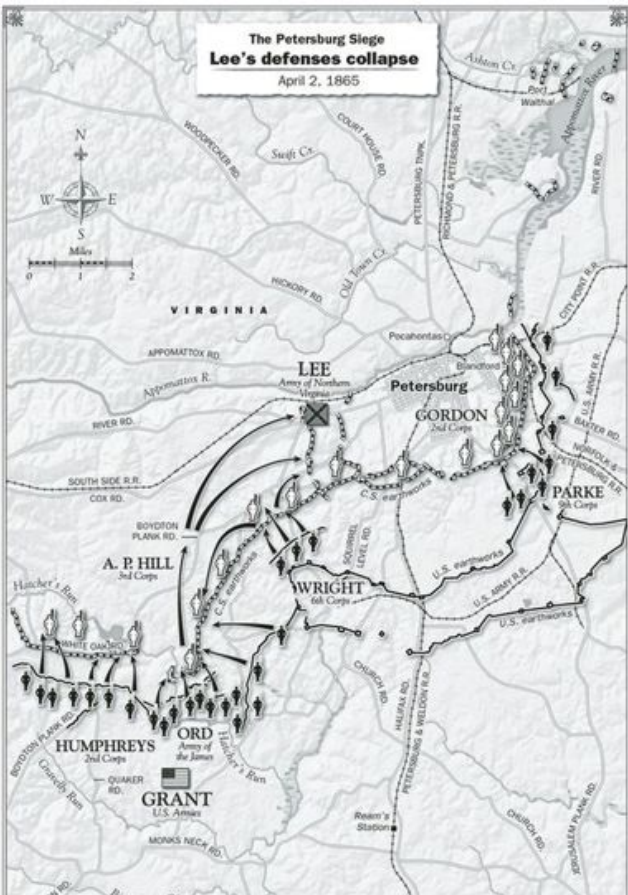 The Petersburg Siege
Lee's defenses collapse
April 2, 1865
Ashton Cr.
Port
Walthal
Appomattox River
WOODPECKER RD.
COURT HOUSE RD.
Swift Cr.
PETERSBURG TNPK.
RICHMOND & PETERSBURG R.R.
RIVER RD.
N
W
E
S
Miles
0
1
2
Old Town Cr.
HICKORY RD.
CITY POINT R.R.
VIRGINIA
Pocahontas
APPOMATTOX RD.
LEE
Army of Northern
Virginia
Blandford
Appomattox R.
Petersburg
U.S. ARMY R.R.
GORDON
2nd Corps
RIVER RD.
BAXTER RD.
NORFOLK &
PETERSBURG R.R.
SOUTH SIDE R.R.
COX RD.
C.S. earthworks
PARKE
9th Corps
BOYDTON
PLANK RD.
SQUIRREL
LEVEL RD.
A. P. HILL
3rd Corps
C.S. earthworks
U.S. earthworks
Hatcher's Run
WRIGHT
6th Corps
U.S. ARMY R.R.
U.S. earthworks
WHITE OAK RD.
CHURCH RD.
HALIFAX RD.
PETERSBURG & WELDON R.R.
BOYDTON PLANK RD.
HUMPHREYS
2nd Corps
ORD
Army of
the James
Hatcher's Run
Gravelly Run
QUAKER
RD.
GRANT
U.S. Armies
Ream's
Station
CHURCH RD.
JERUSALEM PLANK RD.
MONKS NECK RD.